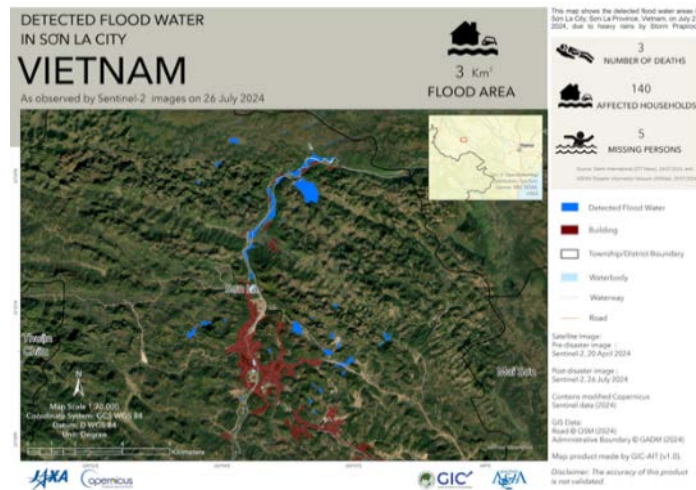 DETECTED FLOOD WATER
IN SƠN LA CITY
VIETNAM
As observed by Sentinel-2 images on 26 July 2024
3 Km²
FLOOD AREA
This map shows the detected flood water areas in
Sơn La City, Sơn La Province, Vietnam, on July 2
2024, due to heavy rains by Storm Prapiroo
3
NUMBER OF DEATHS
140
AFFECTED HOUSEHOLDS
5
MISSING PERSONS
Detected Flood Water
Building
Township/District Boundary
Waterbody
Waterway
Road
Satellite Image:
Pre-disaster image :
Sentinel-2, 20 April 2024
Post-disaster image :
Sentinel-2, 26 July 2024
Contains modified Copernicus
Sentinel data (2024)
GIS Data:
Road © OSM (2024)
Administrative Boundary © GADM (2024)
Map product made by GIC-AIT (v1.0).
Disclaimer: The accuracy of this product
is not validated
Sơn La
Thuận
Châu
Mai Sơn
N
Map Scale 1:70,000
Coordinate System: GCS WGS 84
Datum: D WGS 84
Unit: Degree
Kilometers
JAXA
Copernicus
GIC